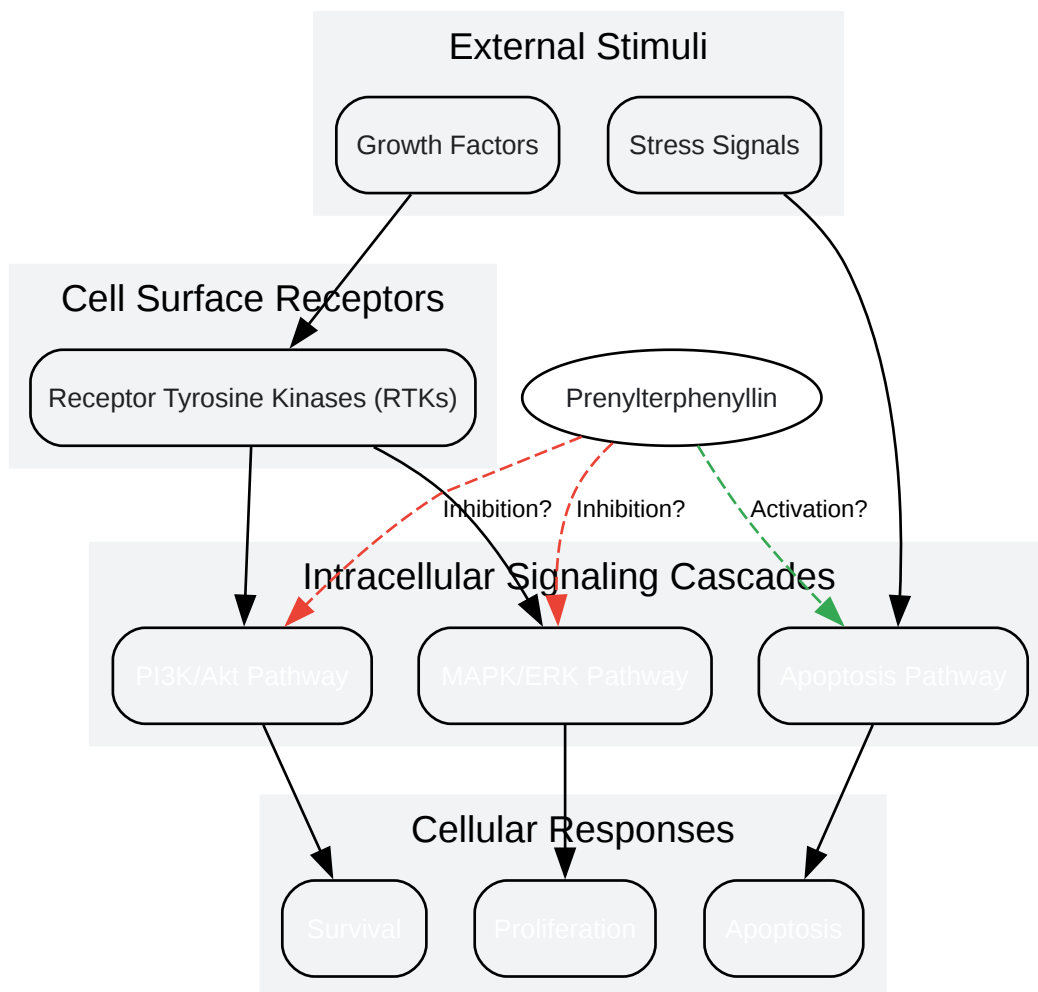 External Stimuli
Growth Factors
Stress Signals
Cell Surface Receptors
Receptor Tyrosine Kinases (RTKs)
Prenylterphenyllin
Inhibition?
Inhibition?
Activation?
Intracellular Signaling Cascades
PI3K/Akt Pathway
MAPK/ERK Pathway
Apoptosis Pathway
Cellular Responses
Survival
Proliferation
Apoptosis